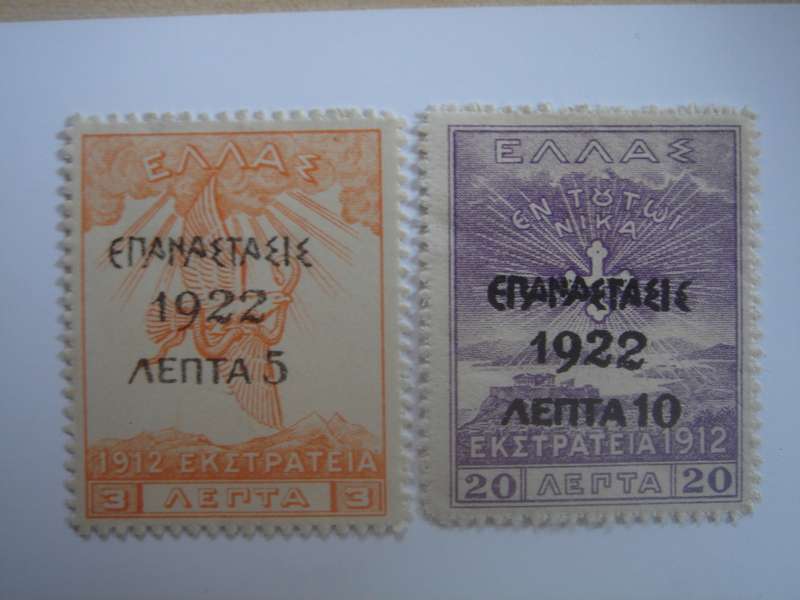 ΕΛΛΑΣ
ΕΠΑΝΑΣΤΑΣΙΣ
1922
ΛΕΠΤΑ 5
1912 ΕΚΣΤΡΑΤΕΙΑ
3 ΛΕΠΤΑ 3
ΕΛΛΑΣ
ΕΝ ΤΟΥΤΩΙ
ΝΙΚΑ
ΕΠΑΝΑΣΤΑΣΙΣ
1922
ΛΕΠΤΑ 10
ΕΚΣΤΡΑΤΕΙΑ 1912
20 ΛΕΠΤΑ 20